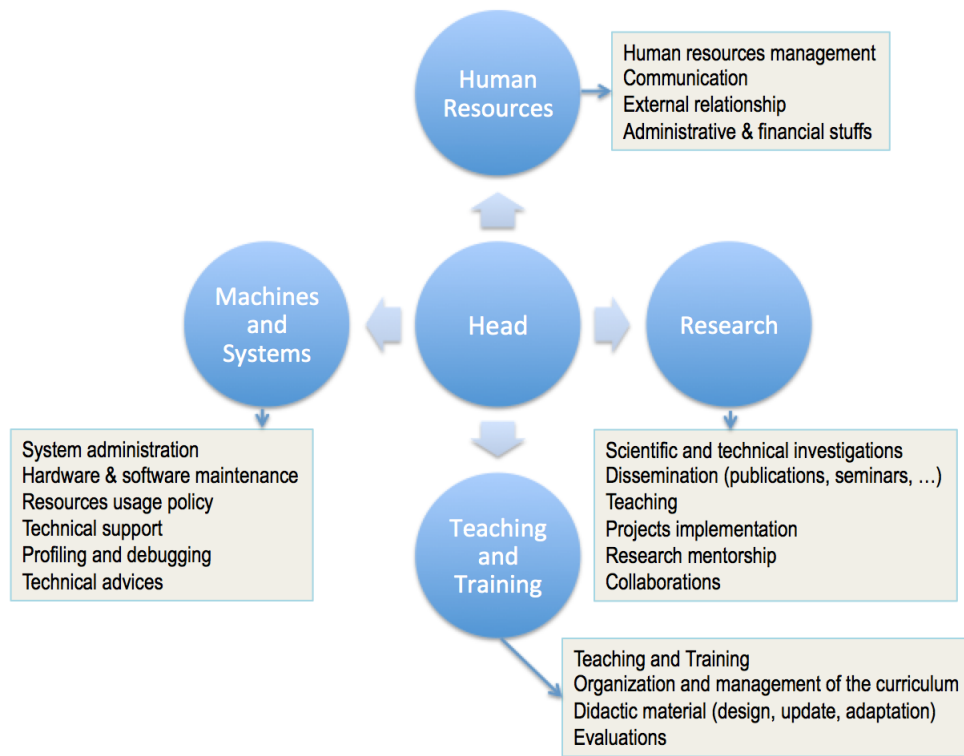 Human
Resources
Human resources management
Communication
External relationship
Administrative & financial stuffs
Machines
and
Systems
Head
Research
System administration
Hardware & software maintenance
Resources usage policy
Technical support
Profiling and debugging
Technical advices
Scientific and technical investigations
Dissemination (publications, seminars, …)
Teaching
Projects implementation
Research mentorship
Collaborations
Teaching
and
Training
Teaching and Training
Organization and management of the curriculum
Didactic material (design, update, adaptation)
Evaluations